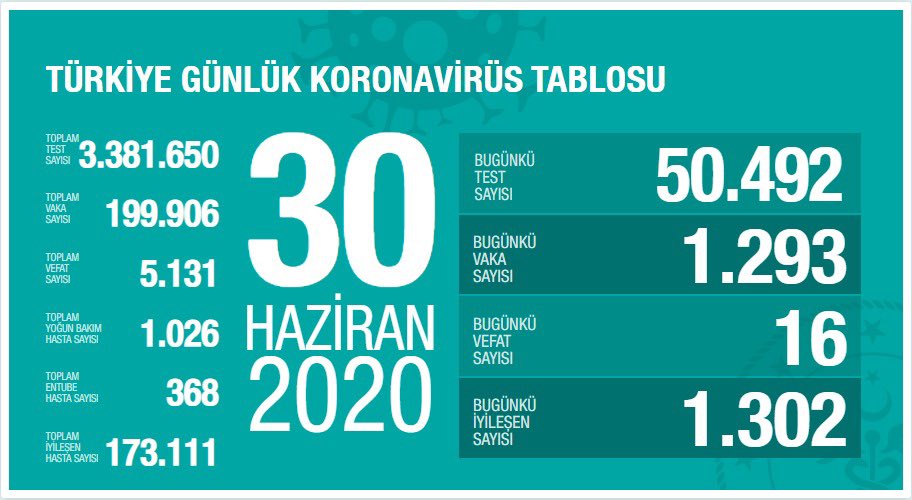 TÜRKİYE GÜNLÜK KORONAVİRÜS TABLOSU
TOPLAM
TEST
SAYISI 3.381.650
TOPLAM
VAKA
SAYISI 199.906
TOPLAM
VEFAT
SAYISI 5.131
TOPLAM
YOĞUN BAKIM
HASTA SAYISI 1.026
TOPLAM
ENTUBE
HASTA SAYISI 368
TOPLAM
İYİLEŞEN
HASTA SAYISI 173.111
30
HAZİRAN
2020
BUGÜNKÜ
TEST
SAYISI 50.492
BUGÜNKÜ
VAKA
SAYISI 1.293
BUGÜNKÜ
VEFAT
SAYISI 16
BUGÜNKÜ
İYİLEŞEN
SAYISI 1.302